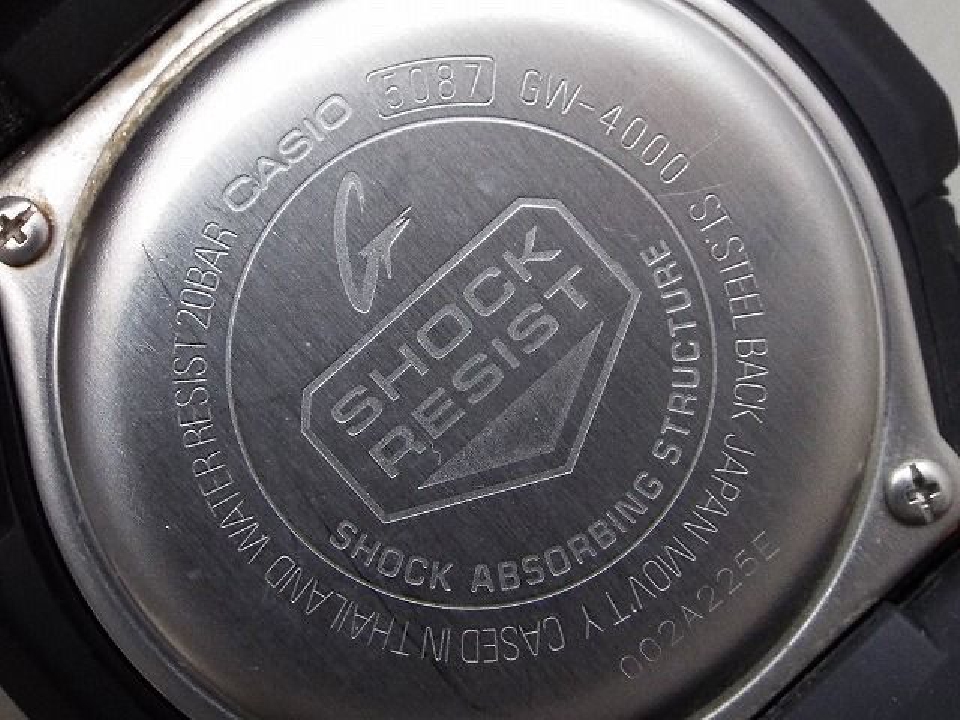 CASIO 5087 GW-4000 ST.STEEL BACK JAPAN MOV'T Y CASED IN THAILAND WATER RESIST 20BAR
G
SHOCK
RESIST
SHOCK ABSORBING STRUCTURE
002A225E